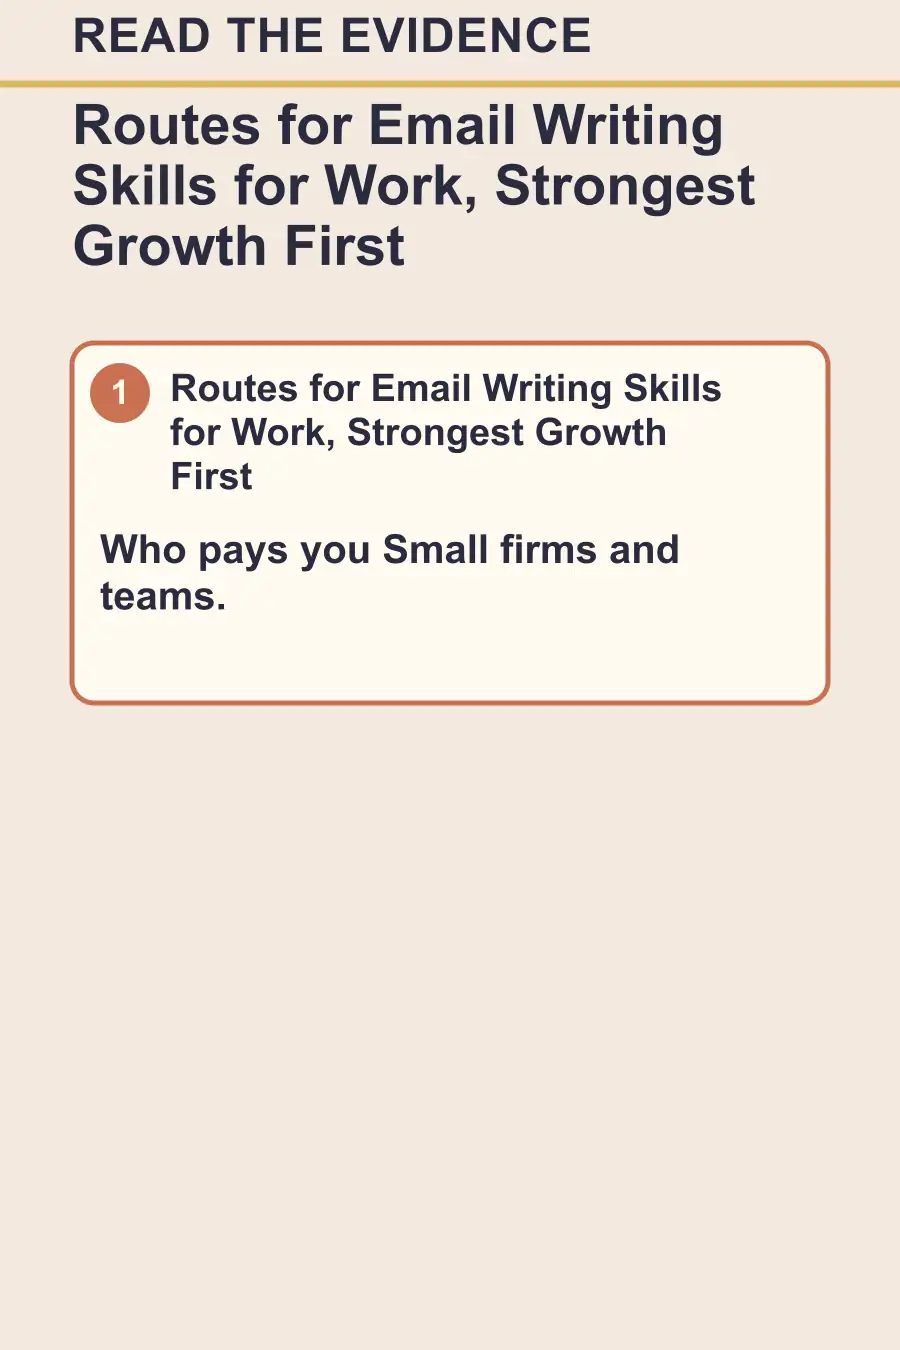 READ THE EVIDENCE
Routes for Email Writing
Skills for Work, Strongest
Growth First
1
Routes for Email Writing Skills
for Work, Strongest Growth
First
Who pays you Small firms and
teams.